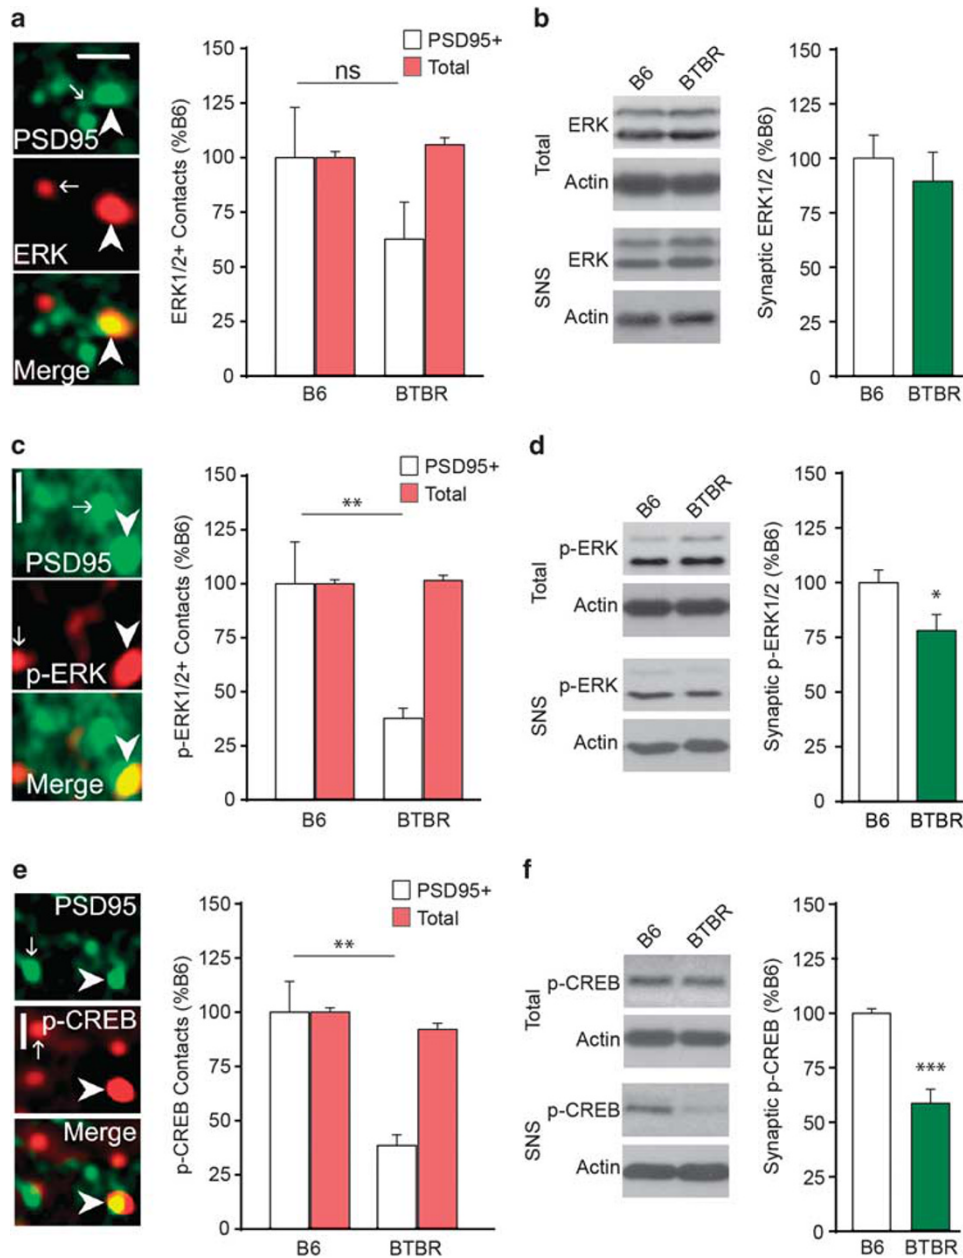 a
PSD95
ERK
Merge
ERK1/2+ Contacts (%B6)
150
125
100
75
50
25
0
ns
PSD95+
Total
B6
BTBR
b
B6
BTBR
Total
ERK
Actin
SNS
ERK
Actin
Synaptic ERK1/2 (%B6)
150
125
100
75
50
25
0
B6
BTBR
c
PSD95
p-ERK
Merge
p-ERK1/2+ Contacts (%B6)
150
125
100
75
50
25
0
**
PSD95+
Total
B6
BTBR
d
B6
BTBR
Total
p-ERK
Actin
SNS
p-ERK
Actin
Synaptic p-ERK1/2 (%B6)
150
125
100
75
50
25
0
*
B6
BTBR
e
PSD95
p-CREB
Merge
p-CREB Contacts (%B6)
150
125
100
75
50
25
0
**
PSD95+
Total
B6
BTBR
f
B6
BTBR
Total
p-CREB
Actin
SNS
p-CREB
Actin
Synaptic p-CREB (%B6)
150
125
100
75
50
25
0
***
B6
BTBR